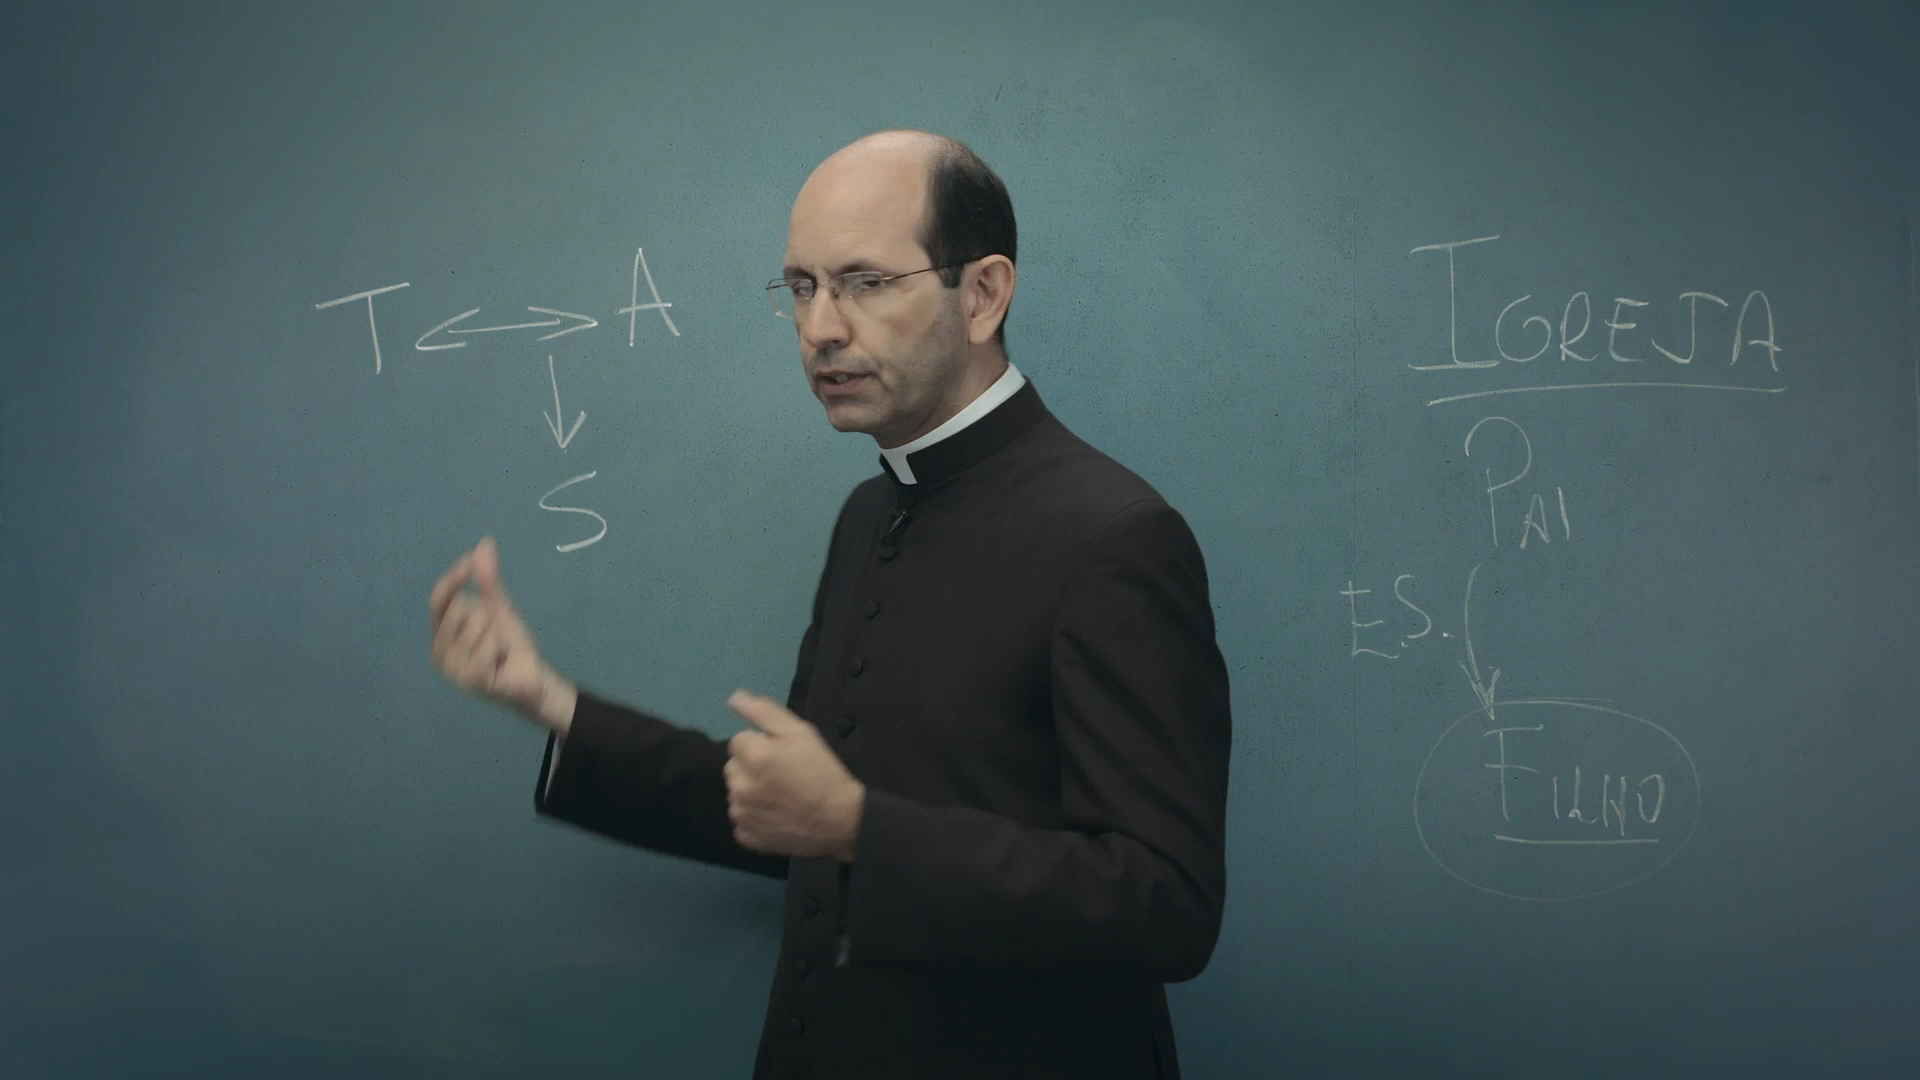 T ↔ A
↓
S
IGREJA
PAI
E.S.
FILHO